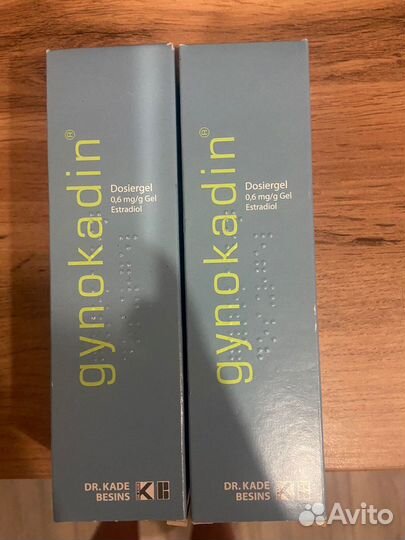 gynokadin®
Dosiergel
0,6 mg/g Gel
Estradiol
DR. KADE
BESINS
gynokadin®
Dosiergel
0,6 mg/g Gel
Estradiol
DR. KADE
BESINS
Avito